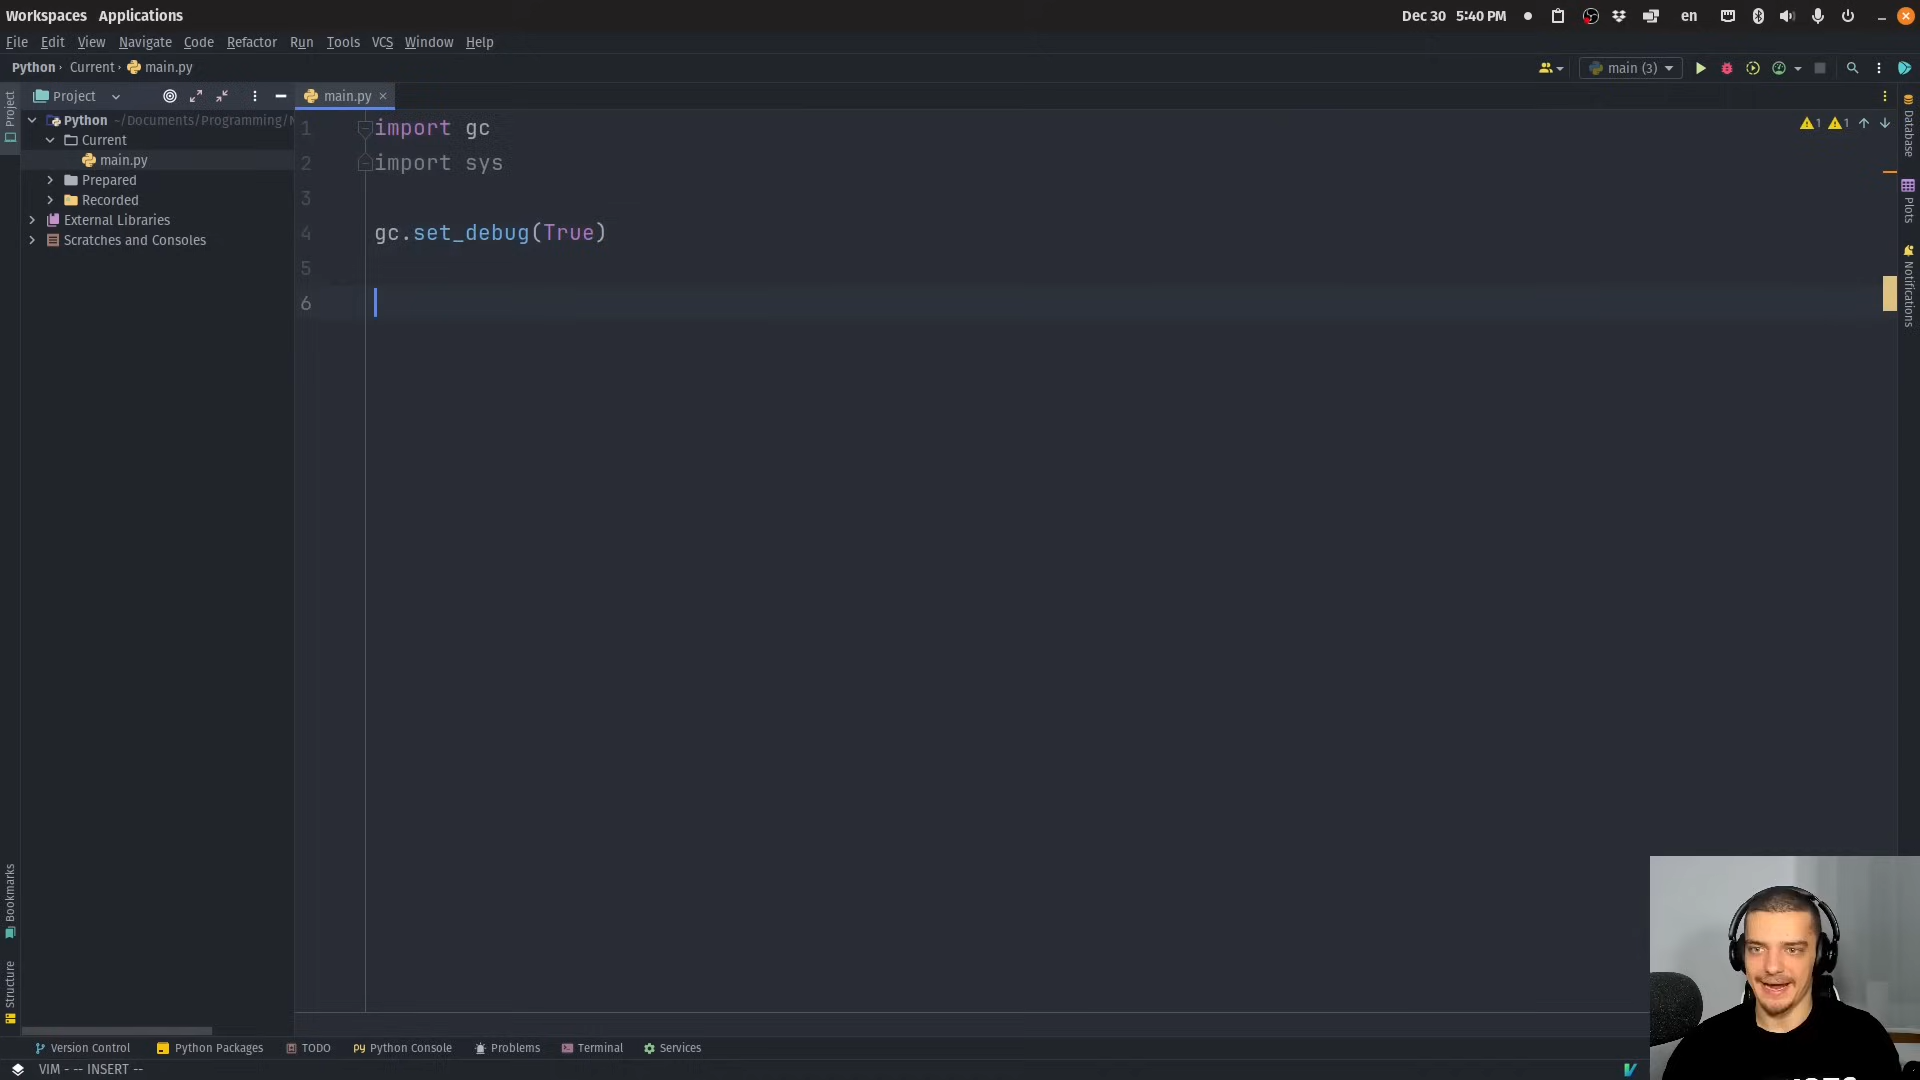 Workspaces Applications
Dec 30 5:40 PM
en
File Edit View Navigate Code Refactor Run Tools VCS Window Help
Python Current main.py
main (3)
Project
main.py
1 1
Python ~/Documents/Programming/
Current
main.py
Prepared
Recorded
External Libraries
Scratches and Consoles
1 import gc
2 import sys
3
4 gc.set_debug(True)
5
6
Project
Bookmarks
Structure
Database
Plots
Notifications
Version Control Python Packages TODO Python Console Problems Terminal Services
VIM - -- INSERT --